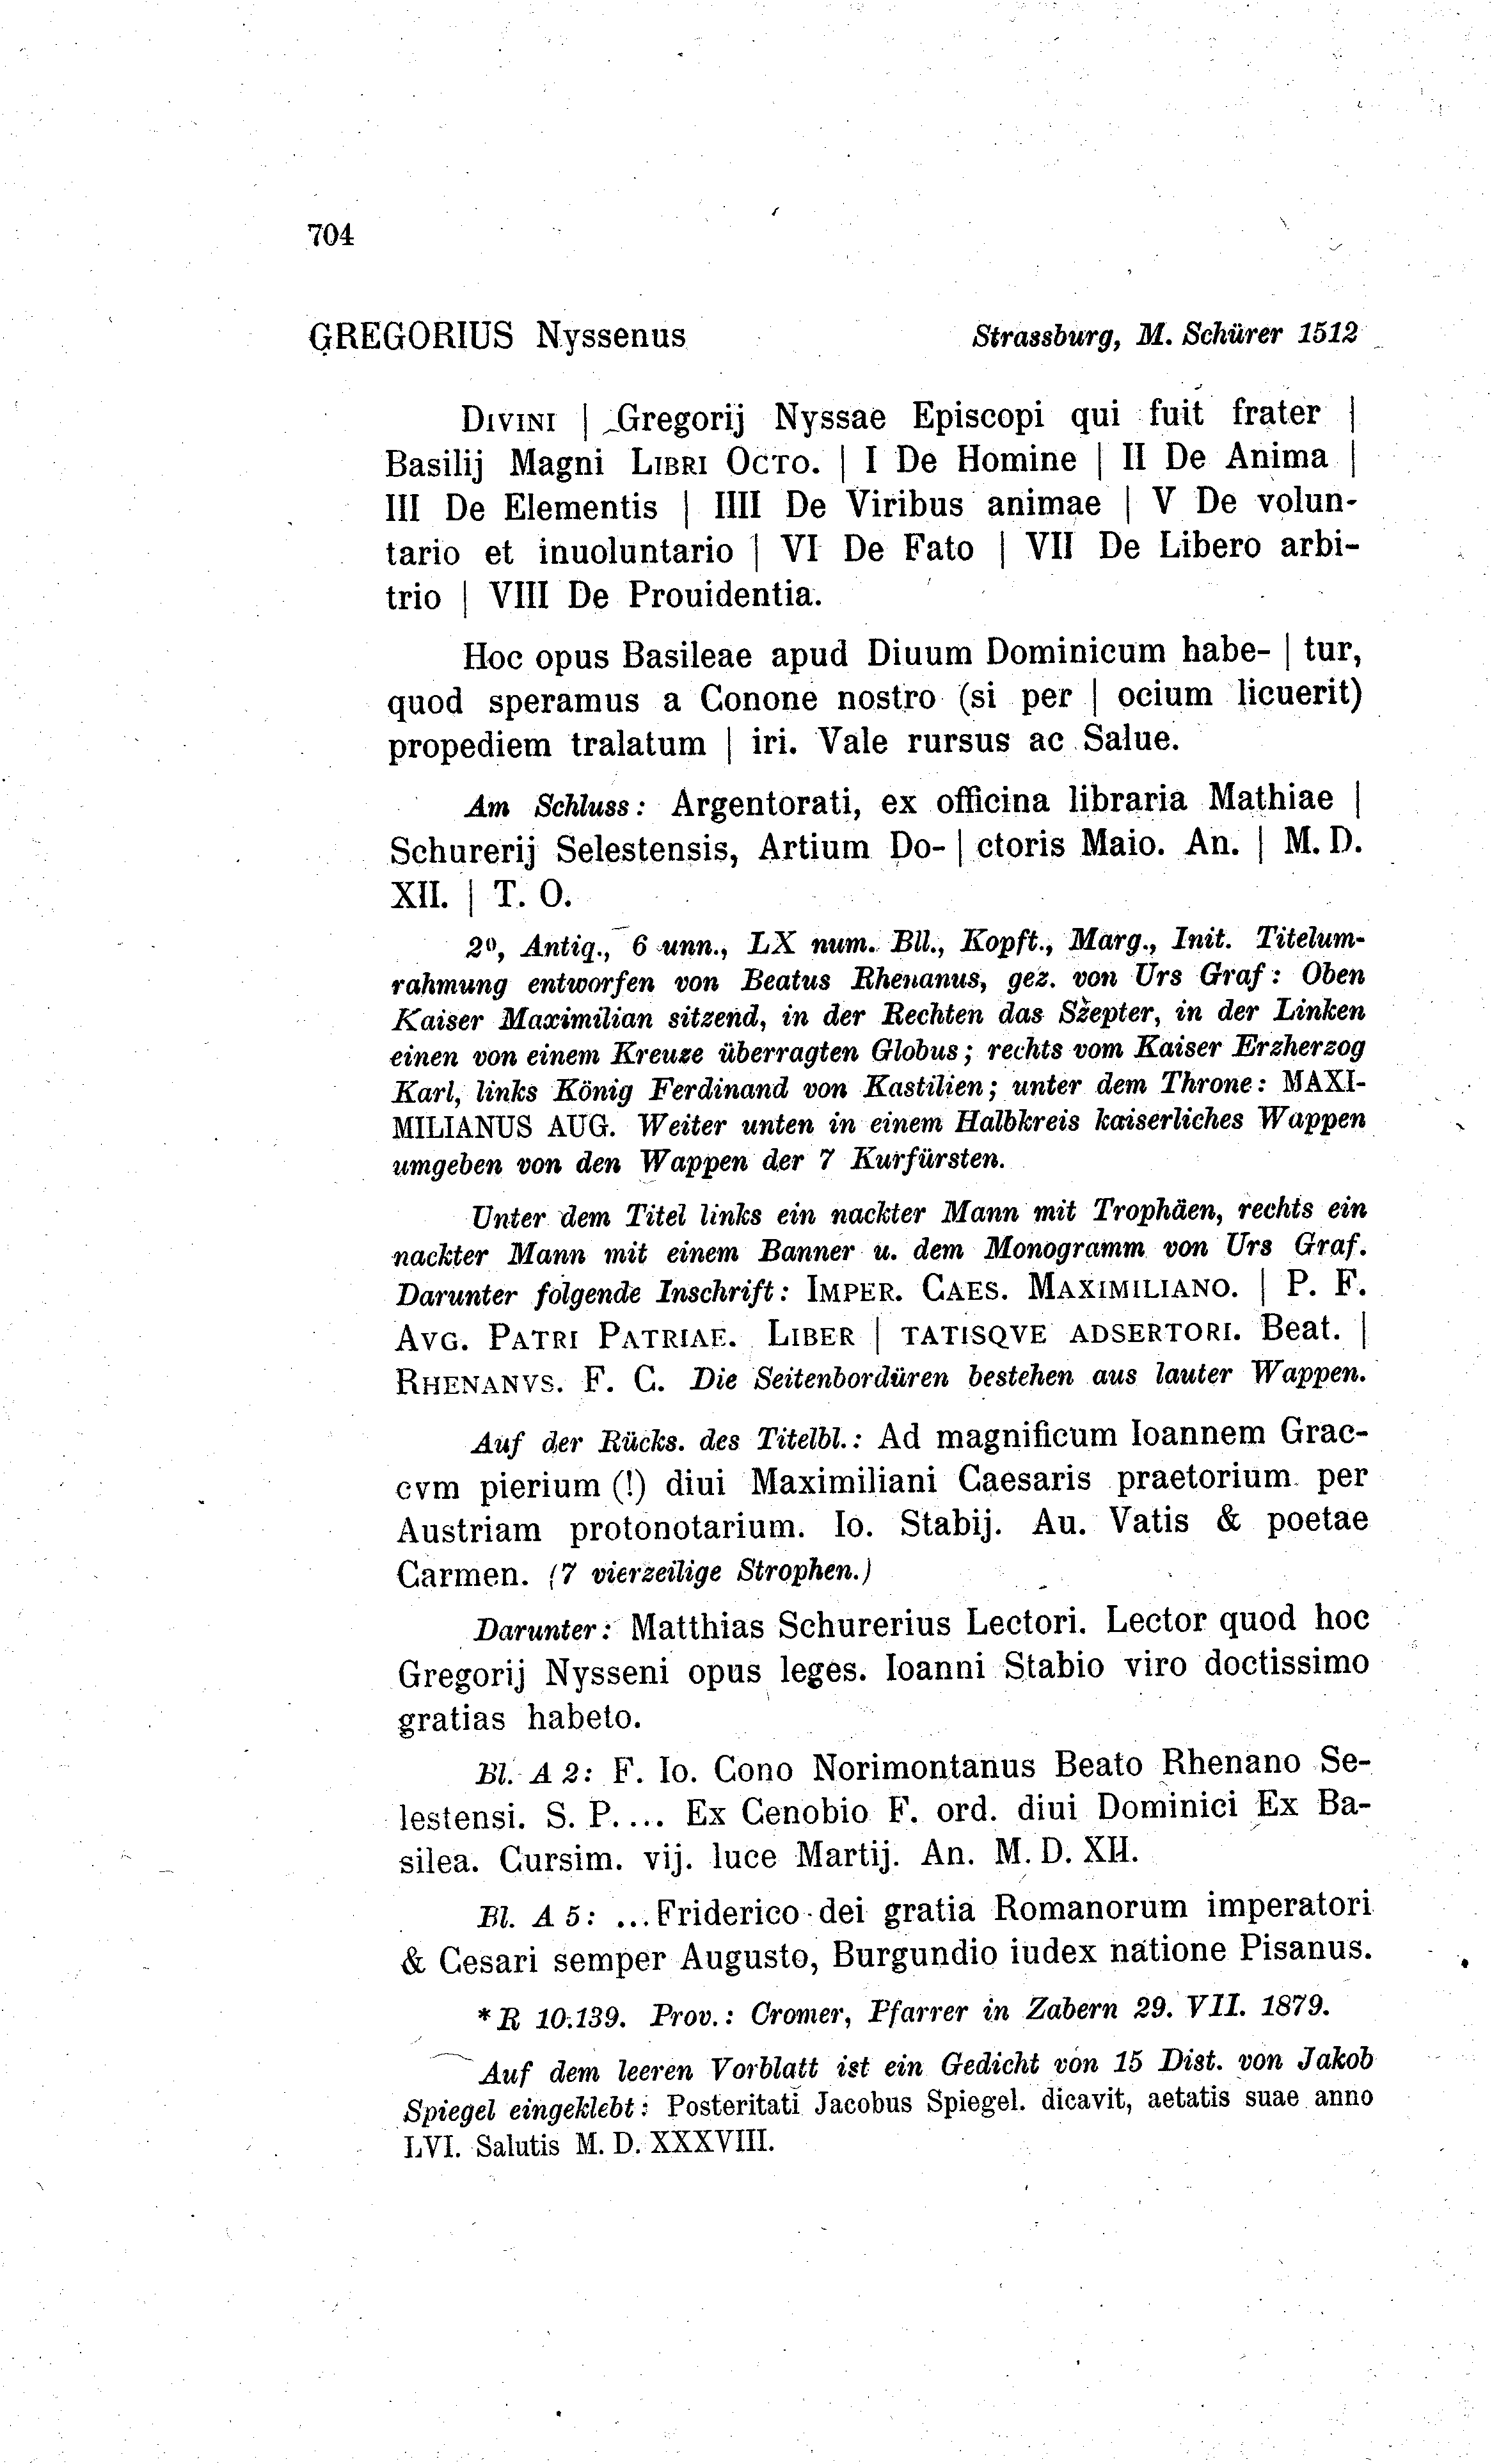 704
GREGORIUS Nyssenus Strassburg, M. Schürer 1512
DIVINI | Gregorij Nyssae Episcopi qui fuit frater |
Basilij Magni LIBRI OCTO. | I De Homine | II De Anima |
III De Elementis | IIII De Viribus animae | V De volun-
tario et inuoluntario | VI De Fato | VII De Libero arbi-
trio | VIII De Prouidentia.
Hoc opus Basileae apud Diuum Dominicum habe- | tur,
quod speramus a Conone nostro (si per | ocium licuerit)
propediem tralatum | iri. Vale rursus ac Salue.
Am Schluss: Argentorati, ex officina libraria Mathiae |
Schurerij Selestensis, Artium Do- | ctoris Maio. An. | M. D.
XII. | T. O.
2⁰, Antiq., 6 unn., LX num. Bll., Kopft., Marg., Init. Titelum-
rahmung entworfen von Beatus Rhenanus, gez. von Urs Graf: Oben
Kaiser Maximilian sitzend, in der Rechten das Szepter, in der Linken
einen von einem Kreuze überragten Globus; rechts vom Kaiser Erzherzog
Karl, links König Ferdinand von Kastilien; unter dem Throne: MAXI-
MILIANUS AUG. Weiter unten in einem Halbkreis kaiserliches Wappen
umgeben von den Wappen der 7 Kurfürsten.
Unter dem Titel links ein nackter Mann mit Trophäen, rechts ein
nackter Mann mit einem Banner u. dem Monogramm von Urs Graf.
Darunter folgende Inschrift: IMPER. CAES. MAXIMILIANO. | P. F.
AVG. PATRI PATRIAE. LIBER | TATISQVE ADSERTORI. Beat. |
RHENANVS. F. C. Die Seitenbordüren bestehen aus lauter Wappen.
Auf der Rücks. des Titelbl.: Ad magnificum Ioannem Grac-
cvm pierium (!) diui Maximiliani Caesaris praetorium per
Austriam protonotarium. Io. Stabij. Au. Vatis & poetae
Carmen. (7 vierzeilige Strophen.)
Darunter: Matthias Schurerius Lectori. Lector quod hoc
Gregorij Nysseni opus leges. Ioanni Stabio viro doctissimo
gratias habeto.
Bl. A 2: F. Io. Cono Norimontanus Beato Rhenano Se-
lestensi. S. P.... Ex Cenobio F. ord. diui Dominici Ex Ba-
silea. Cursim. vij. luce Martij. An. M. D. XII.
Bl. A 5: ...Friderico dei gratia Romanorum imperatori
& Cesari semper Augusto, Burgundio iudex natione Pisanus.
* R 10.139. Prov.: Cromer, Pfarrer in Zabern 29. VII. 1879.
Auf dem leeren Vorblatt ist ein Gedicht von 15 Dist. von Jakob
Spiegel eingeklebt: Posteritati Jacobus Spiegel. dicavit, aetatis suae anno
LVI. Salutis M. D. XXXVIII.